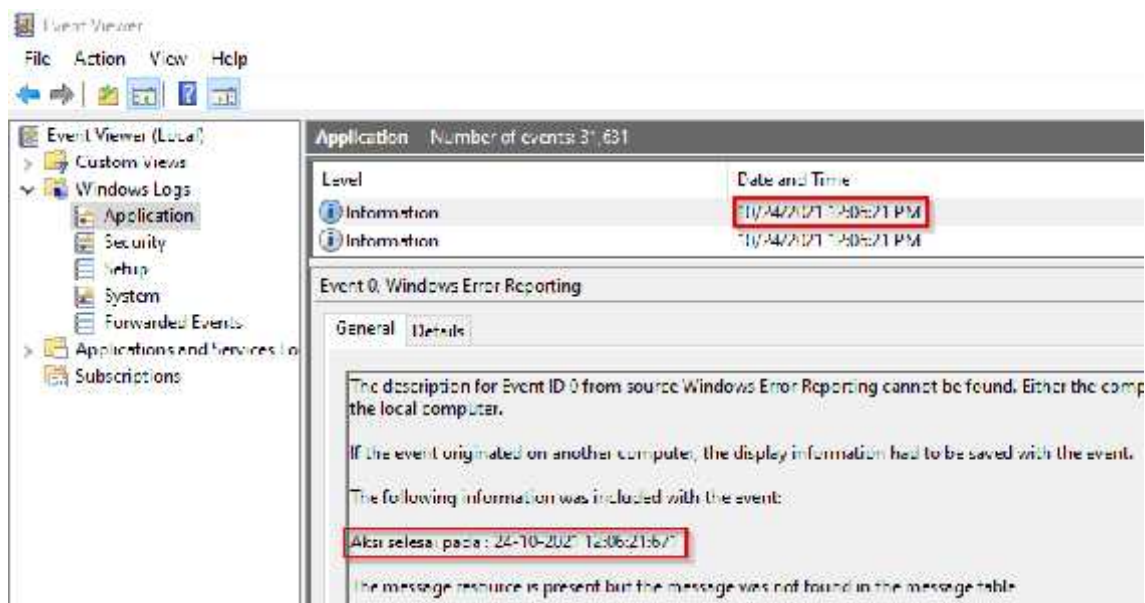 Event Viewer
File Action View Help
Event Viewer (Local)
Custom Views
Windows Logs
Application
Security
Setup
System
Forwarded Events
Applications and Services Lo
Subscriptions
Application Number of events: 31,631
Level Date and Time
Information 10/24/2021 12:06:21 PM
Information 10/24/2021 12:06:21 PM
Event 0, Windows Error Reporting
General Details
The description for Event ID 0 from source Windows Error Reporting cannot be found. Either the comp
the local computer.
If the event originated on another computer, the display information had to be saved with the event.
The following information was included with the event:
Aksi selesai pada : 24-10-2021 12:06:21:671
The message resource is present but the message was not found in the message table